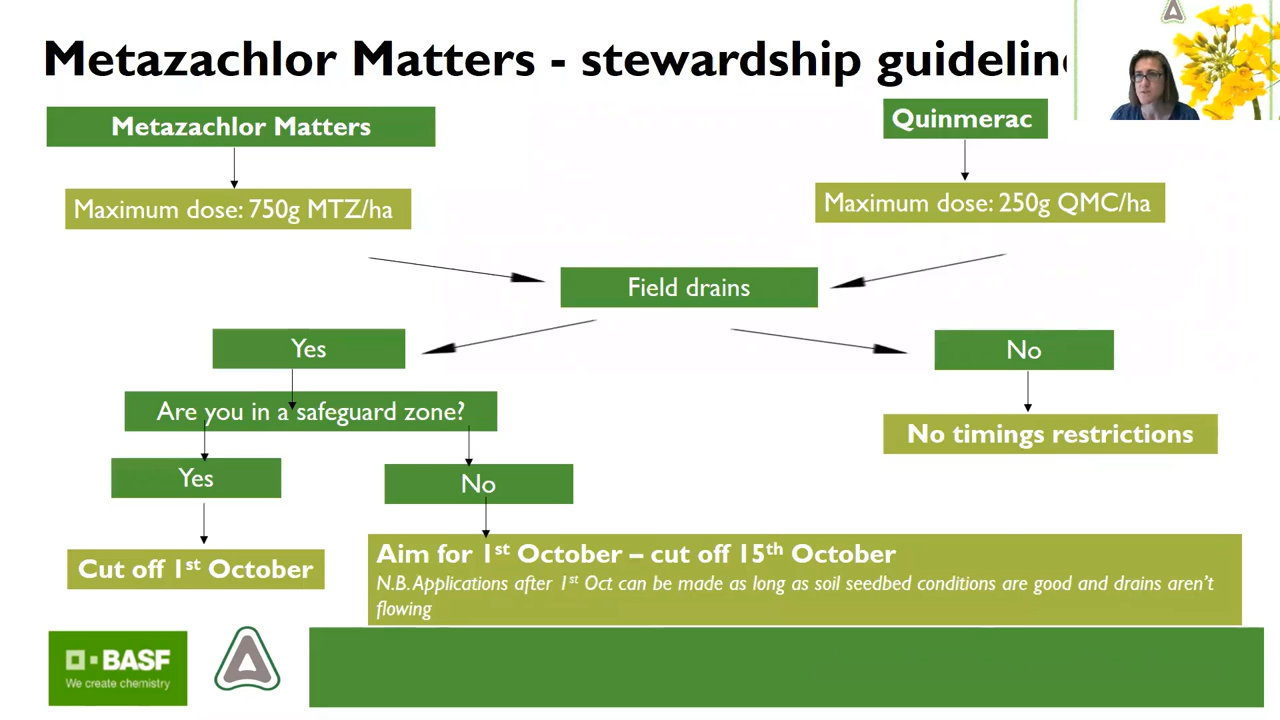 Metazachlor Matters - stewardship guidelin
Metazachlor Matters
Quinmerac
Maximum dose: 750g MTZ/ha
Maximum dose: 250g QMC/ha
Field drains
Yes
No
Are you in a safeguard zone?
No timings restrictions
Yes
No
Cut off 1st October
Aim for 1st October – cut off 15th October
N.B. Applications after 1st Oct can be made as long as soil seedbed conditions are good and drains aren't
flowing
BASF
We create chemistry